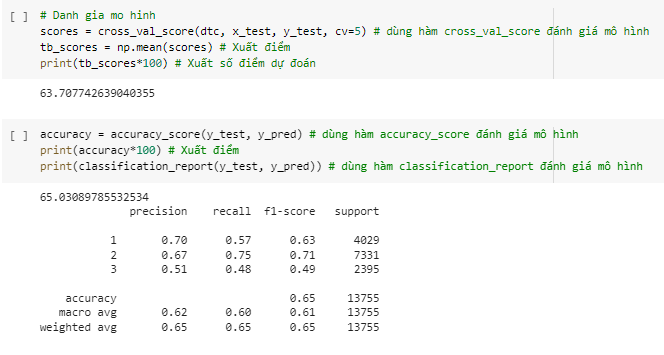 [ ] # Danh gia mo hinh
scores = cross_val_score(dtc, x_test, y_test, cv=5) # dùng hàm cross_val_score đánh giá mô hình
tb_scores = np.mean(scores) # Xuất điểm
print(tb_scores*100) # Xuất số điểm dự đoán
63.707742639040355
[ ] accuracy = accuracy_score(y_test, y_pred) # dùng hàm accuracy_score đánh giá mô hình
print(accuracy*100) # Xuất điểm
print(classification_report(y_test, y_pred)) # dùng hàm classification_report đánh giá mô hình
65.03089785532534
precision recall f1-score support
1 0.70 0.57 0.63 4029
2 0.67 0.75 0.71 7331
3 0.51 0.48 0.49 2395
accuracy 0.65 13755
macro avg 0.62 0.60 0.61 13755
weighted avg 0.65 0.65 0.65 13755